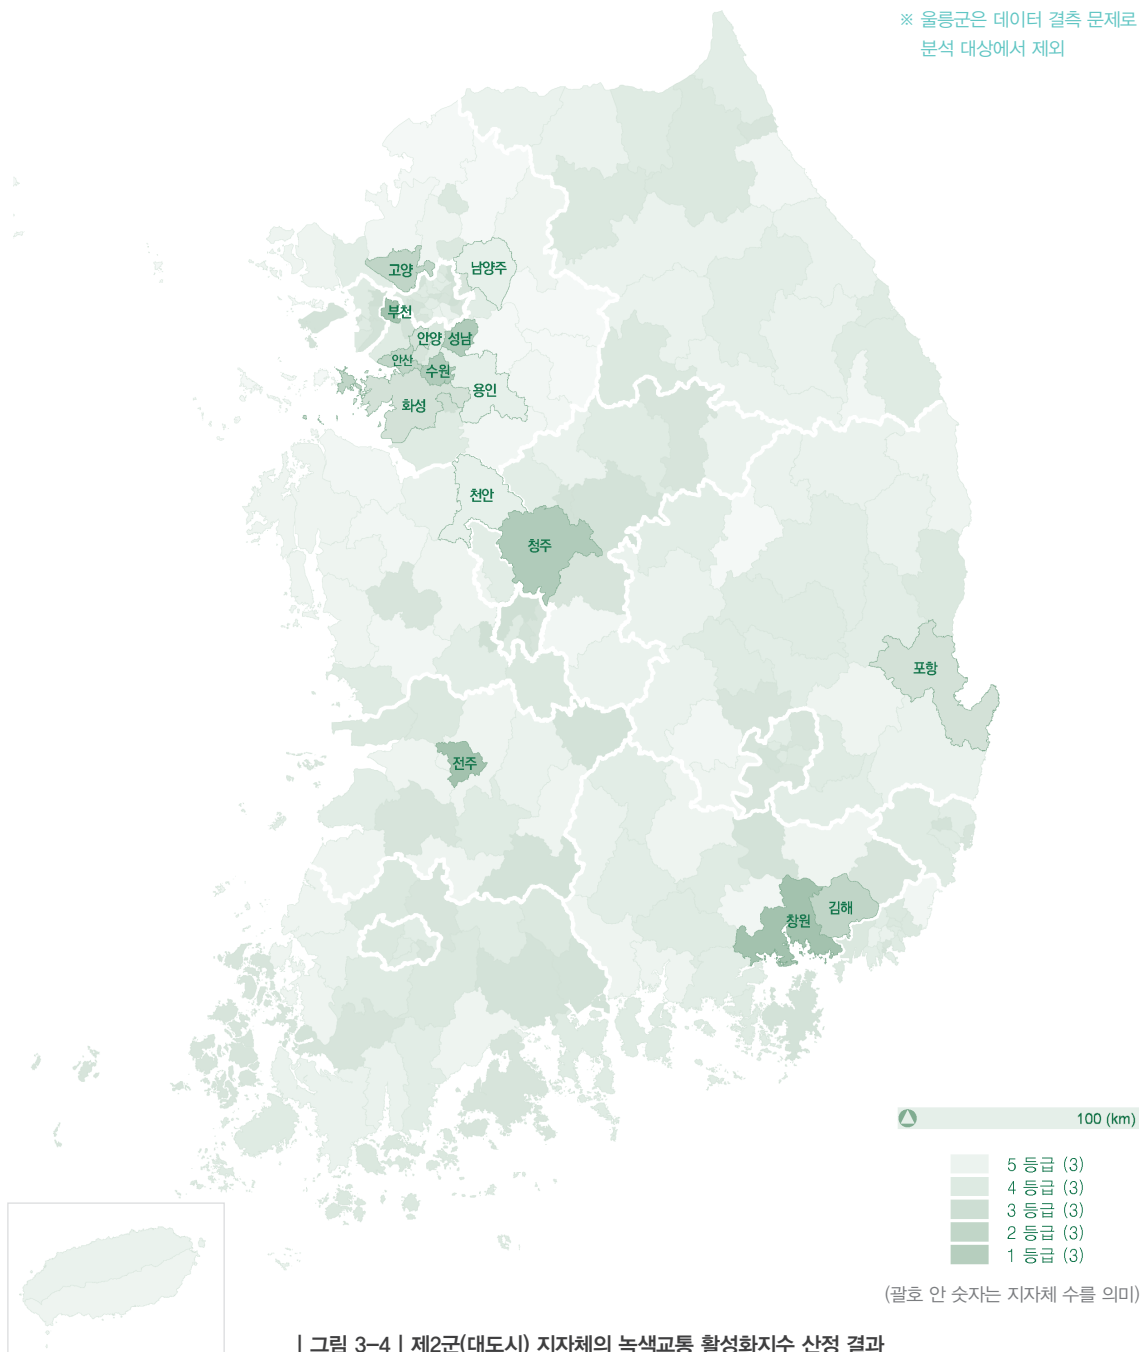 ※ 울릉군은 데이터 결측 문제로
분석 대상에서 제외
고양
남양주
부천
안양
성남
안산
수원
용인
화성
천안
청주
포항
전주
김해
창원
100 (km)
5 등급 (3)
4 등급 (3)
3 등급 (3)
2 등급 (3)
1 등급 (3)
(괄호 안 숫자는 지자체 수를 의미)
| 그림 3-4 | 제2군(대도시) 지자체의 녹색교통 활성화지수 산정 결과